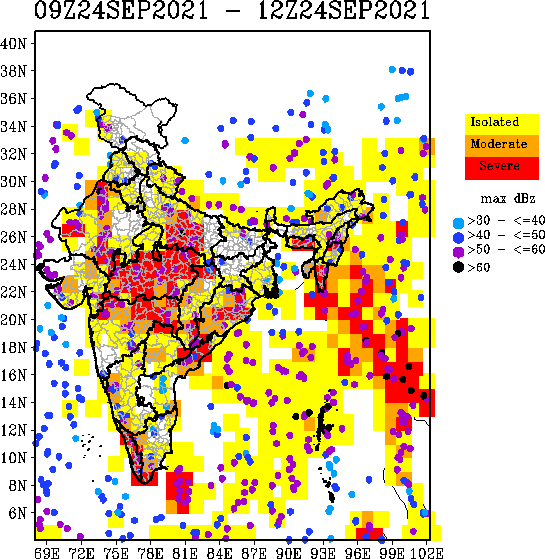 09Z24SEP2021 - 12Z24SEP2021
40N
38N
36N
34N
32N
30N
28N
26N
24N
22N
20N
18N
16N
14N
12N
10N
8N
6N
69E 72E 75E 78E 81E 84E 87E 90E 93E 96E 99E 102E
Isolated
Moderate
Severe
max dBz
>30 - <=40
>40 - <=50
>50 - <=60
>60